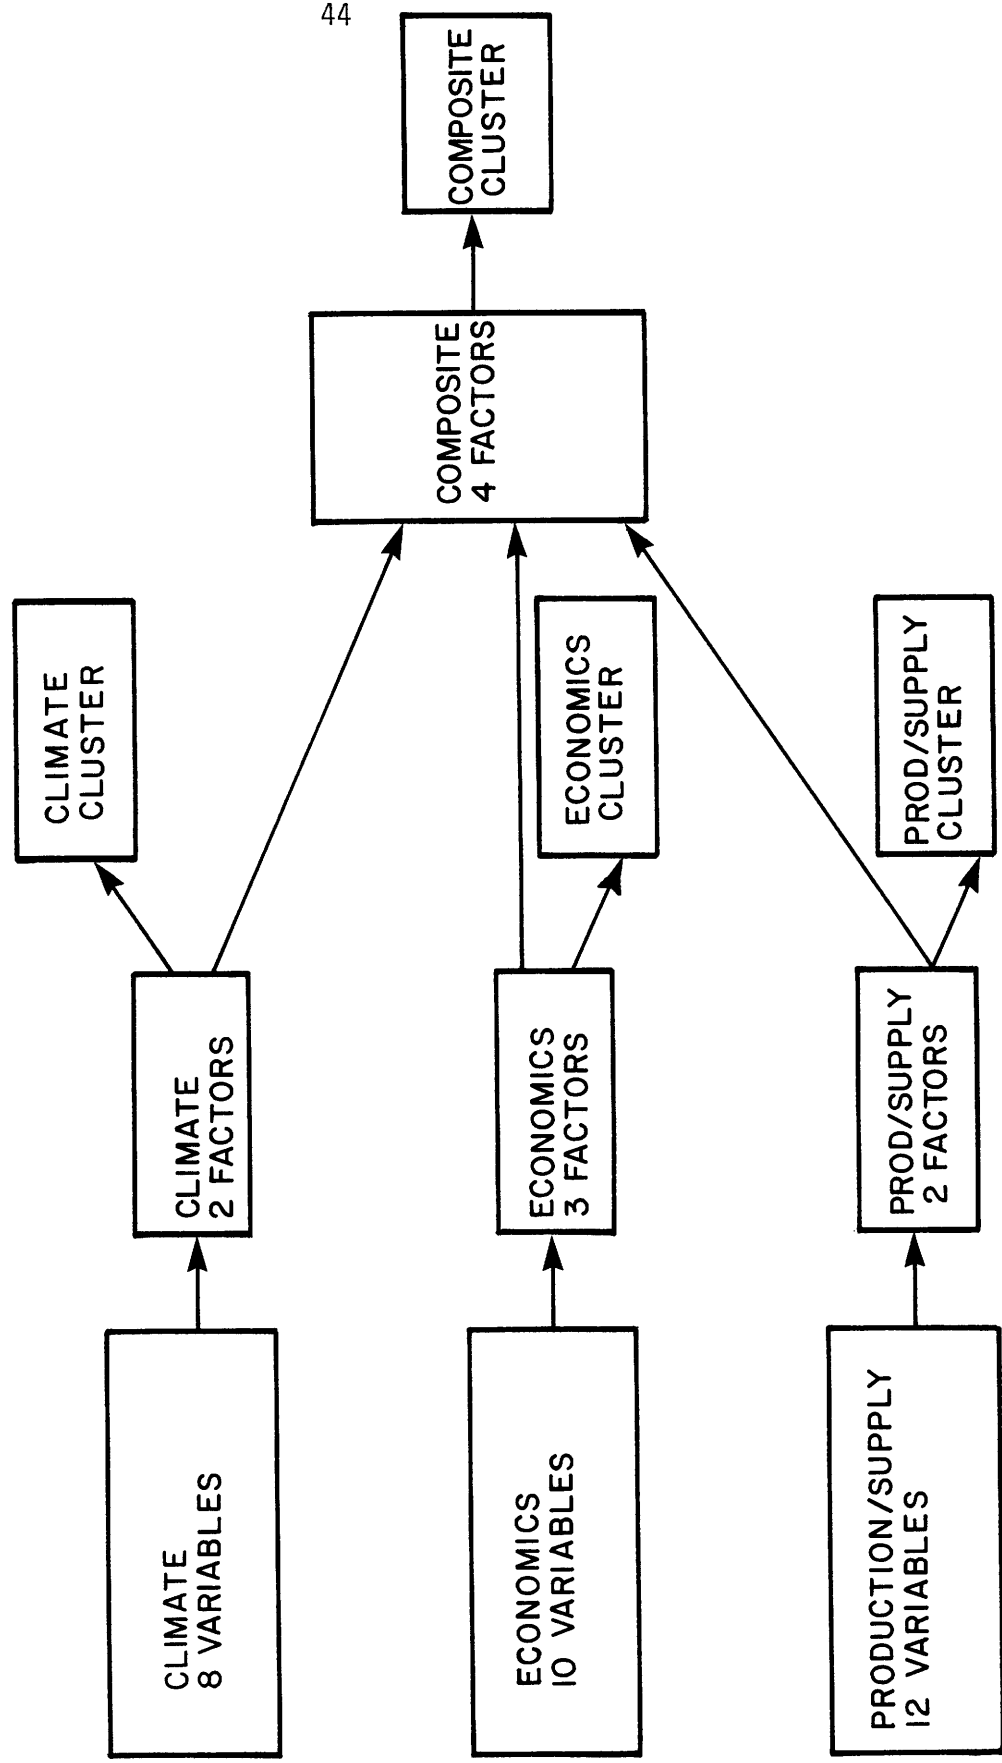 44
CLIMATE
8 VARIABLES
CLIMATE
2 FACTORS
CLIMATE
CLUSTER
ECONOMICS
10 VARIABLES
ECONOMICS
3 FACTORS
ECONOMICS
CLUSTER
PRODUCTION/SUPPLY
12 VARIABLES
PROD/SUPPLY
2 FACTORS
PROD/SUPPLY
CLUSTER
COMPOSITE
4 FACTORS
COMPOSITE
CLUSTER